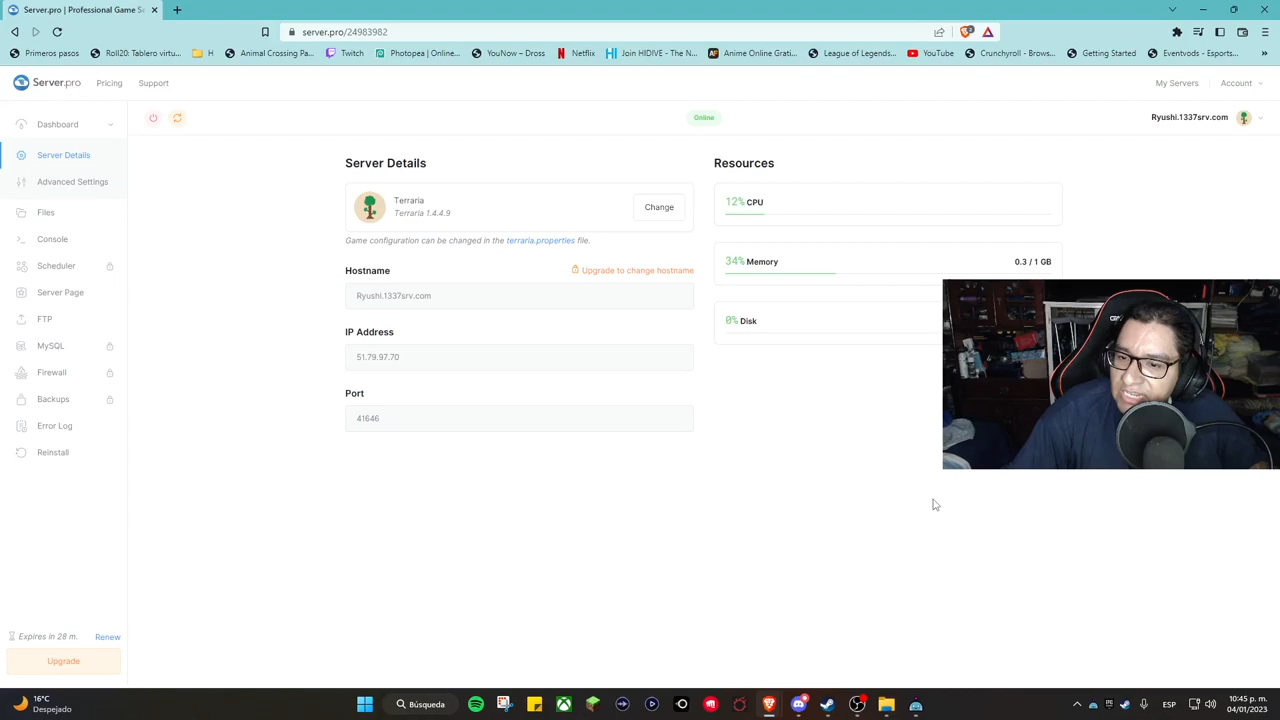 Server.pro | Professional Game Se
server.pro/24983982
Primeros pasos
Roll20: Tablero virtu...
H
Animal Crossing Pa...
Twitch
Photopea | Online...
YouNow – Dross
Netflix
Join HIDIVE - The N...
Anime Online Grati...
League of Legends...
YouTube
Crunchyroll - Brows...
Getting Started
Eventvods - Esports...
Server.pro
Pricing
Support
My Servers
Account
Dashboard
Online
Ryushi.1337srv.com
Server Details
Advanced Settings
Files
Console
Scheduler
Server Page
FTP
MySQL
Firewall
Backups
Error Log
Reinstall
Expires in 28 m.
Renew
Upgrade
Server Details
Terraria
Terraria 1.4.4.9
Change
Game configuration can be changed in the terraria.properties file.
Hostname
Upgrade to change hostname
Ryushi.1337srv.com
IP Address
51.79.97.70
Port
41646
Resources
12% CPU
34% Memory
0.3 / 1 GB
0% Disk
16°C
Despejado
Búsqueda
ESP
10:45 p. m.
04/01/2023